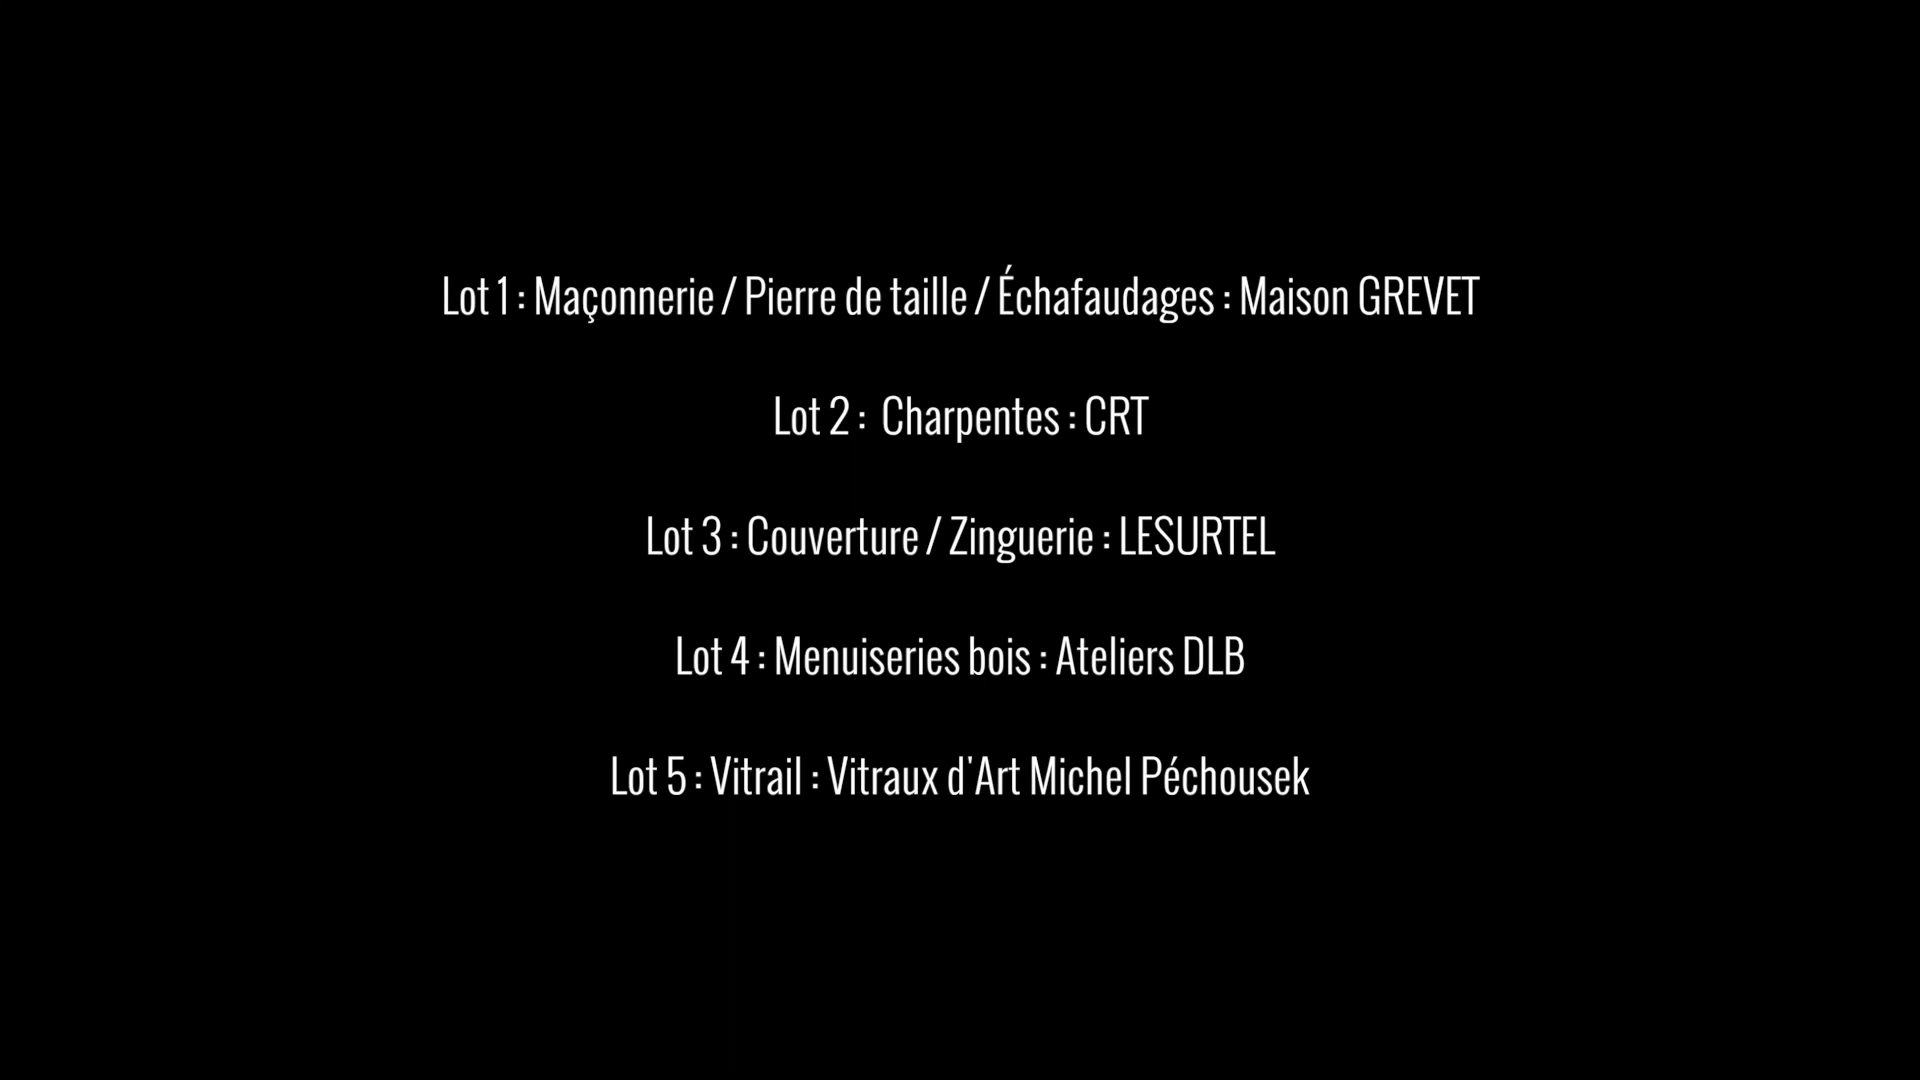 Lot 1 : Maçonnerie / Pierre de taille / Échafaudages : Maison GREVET
Lot 2 : Charpentes : CRT
Lot 3 : Couverture / Zinguerie : LESURTEL
Lot 4 : Menuiseries bois : Ateliers DLB
Lot 5 : Vitrail : Vitraux d'Art Michel Péchousek